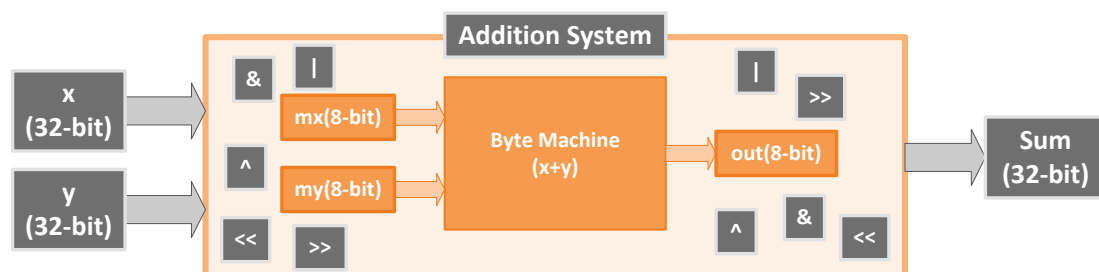 Addition System
x
(32-bit)
y
(32-bit)
&
|
mx(8-bit)
^
my(8-bit)
<<
>>
Byte Machine
(x+y)
|
>>
out(8-bit)
^
&
<<
Sum
(32-bit)